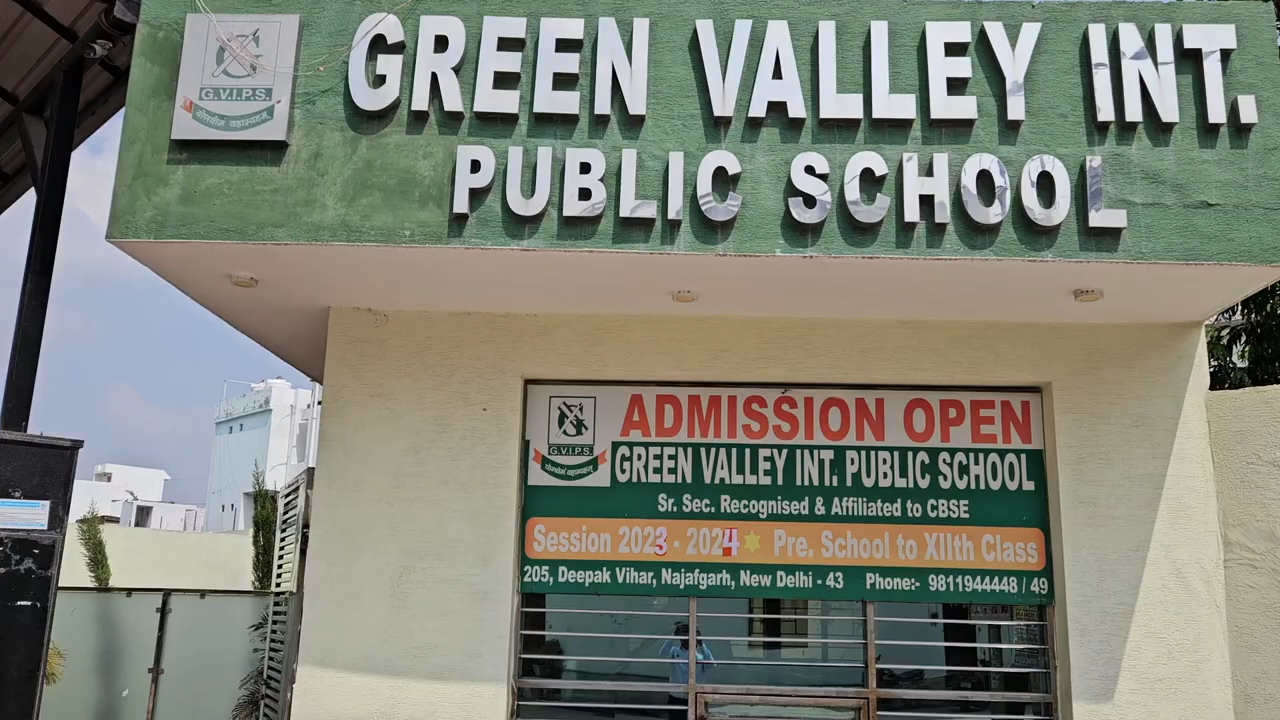 GREEN VALLEY INT.
PUBLIC SCHOOL
G.V.I.P.S.
ADMISSION OPEN
G.V.I.P.S.
GREEN VALLEY INT. PUBLIC SCHOOL
Sr. Sec. Recognised & Affiliated to CBSE
Session 2023 - 2024 Pre. School to XIIth Class
205, Deepak Vihar, Najafgarh, New Delhi - 43 Phone:- 9811944448 / 49